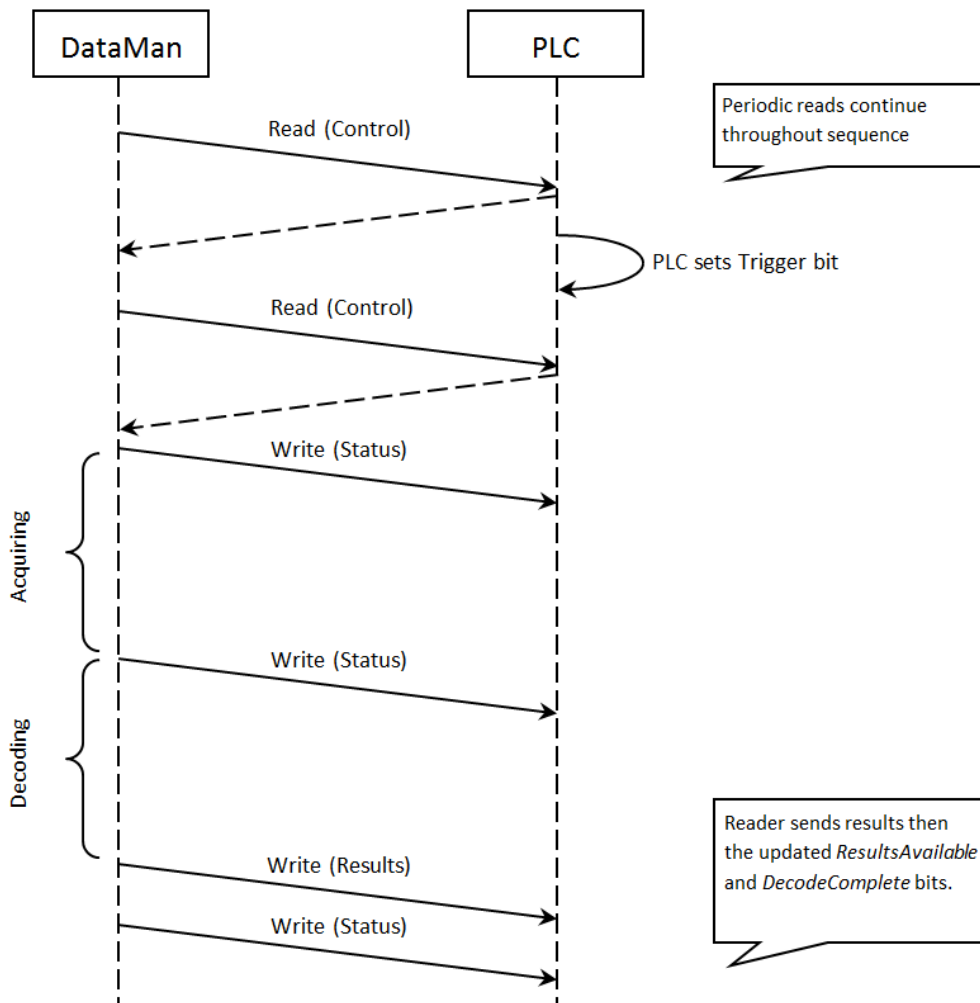 DataMan
PLC
Periodic reads continue
throughout sequence
Read (Control)
PLC sets Trigger bit
Read (Control)
Write (Status)
Acquiring
Write (Status)
Decoding
Reader sends results then
the updated ResultsAvailable
and DecodeComplete bits.
Write (Results)
Write (Status)